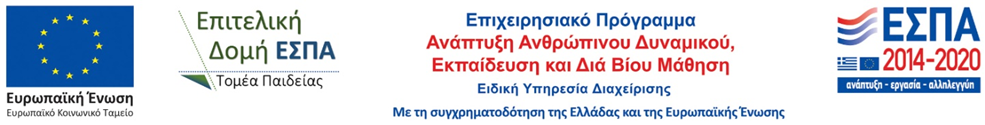 Ευρωπαϊκή Ένωση
Ευρωπαϊκό Κοινωνικό Ταμείο
Επιτελική
Δομή ΕΣΠΑ
Τομέα Παιδείας
Επιχειρησιακό Πρόγραμμα
Ανάπτυξη Ανθρώπινου Δυναμικού,
Εκπαίδευση και Διά Βίου Μάθηση
Ειδική Υπηρεσία Διαχείρισης
Με τη συγχρηματοδότηση της Ελλάδας και της Ευρωπαϊκής Ένωσης
ΕΣΠΑ
2014-2020
ανάπτυξη - εργασία - αλληλεγγύη